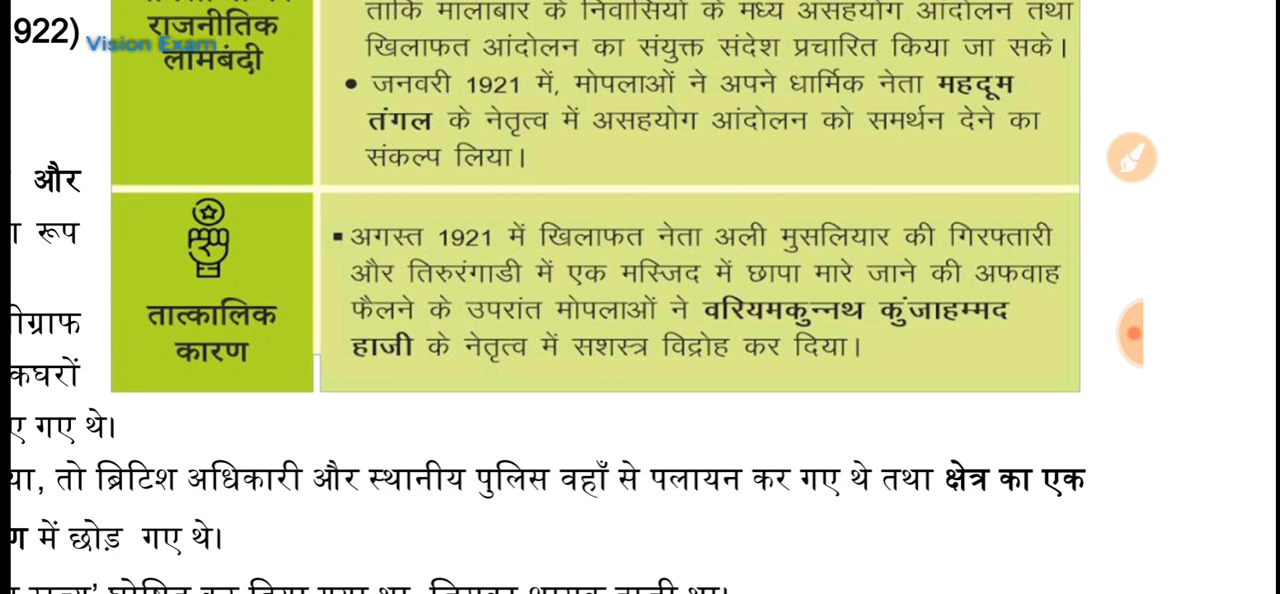 922)
Vision Exam
राजनीतिक
लामबंदी
ताकि मालाबार के निवासियों के मध्य असहयोग आंदोलन तथा
खिलाफत आंदोलन का संयुक्त संदेश प्रचारित किया जा सके।
• जनवरी 1921 में, मोपलाओं ने अपने धार्मिक नेता महदूम
तंगल के नेतृत्व में असहयोग आंदोलन को समर्थन देने का
संकल्प लिया।
और
रूप
तात्कालिक
कारण
▪ अगस्त 1921 में खिलाफत नेता अली मुसलियार की गिरफ्तारी
और तिरुरंगाडी में एक मस्जिद में छापा मारे जाने की अफवाह
फैलने के उपरांत मोपलाओं ने वरियमकुन्नथ कुंजाहम्मद
हाजी के नेतृत्व में सशस्त्र विद्रोह कर दिया।
ीग्राफ
कघरों
ए गए थे।
या, तो ब्रिटिश अधिकारी और स्थानीय पुलिस वहाँ से पलायन कर गए थे तथा क्षेत्र का एक
में छोड़ गए थे।